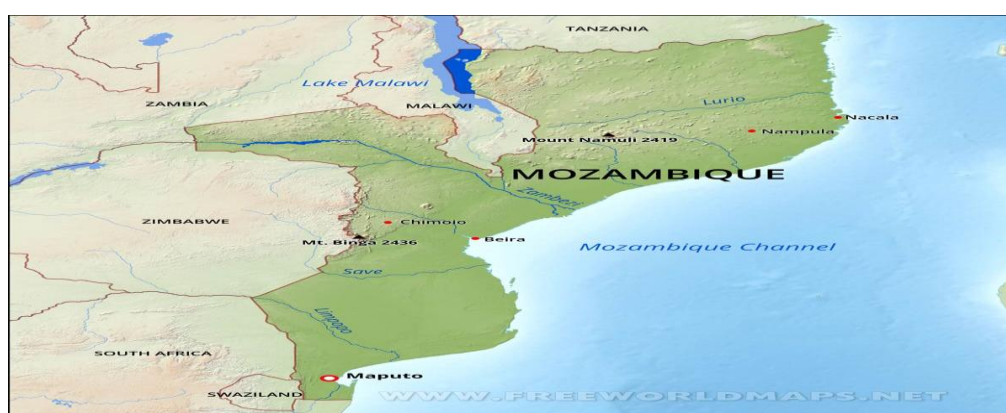 TANZANIA
Lake Malawi
ZAMBIA
MALAWI
Lurio
Nacala
Nampula
Mount Namuli 2419
MOZAMBIQUE
Zambezi
ZIMBABWE
Chimoio
Mt. Binga 2436
Beira
Mozambique Channel
Save
Limpopo
SOUTH AFRICA
Maputo
SWAZILAND
WWW.FREEWORLDMAPS.NET